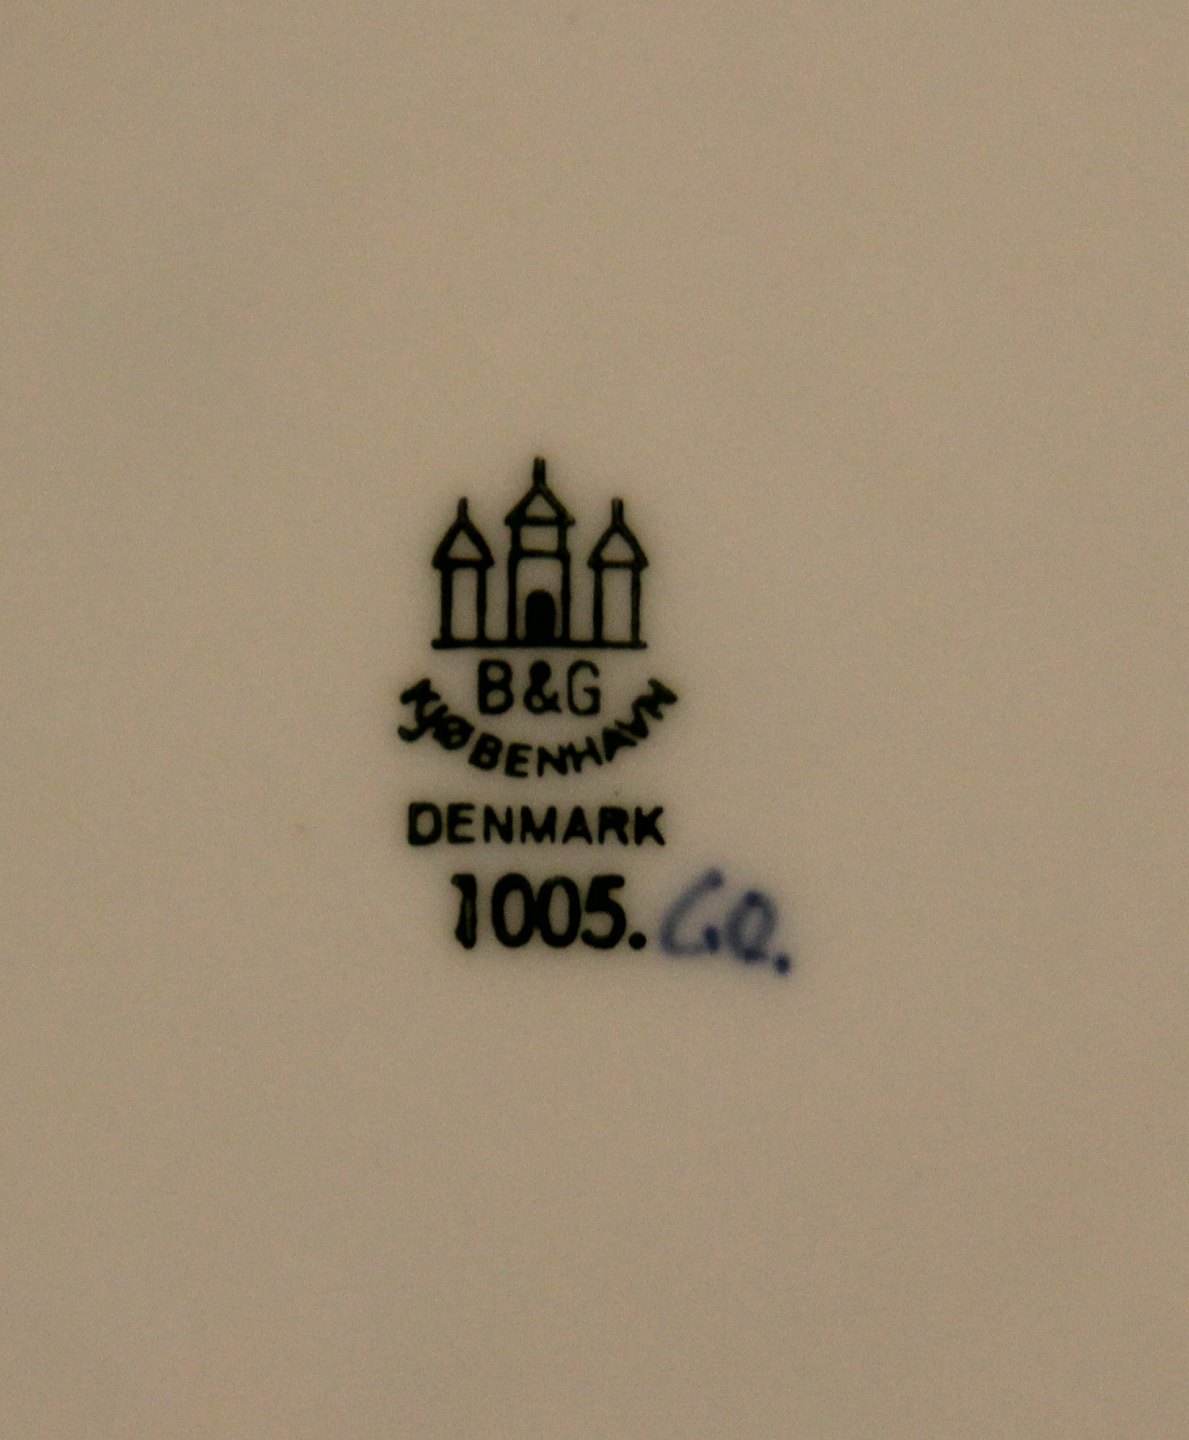 B&G
KJØBENHAVN
DENMARK
1005.